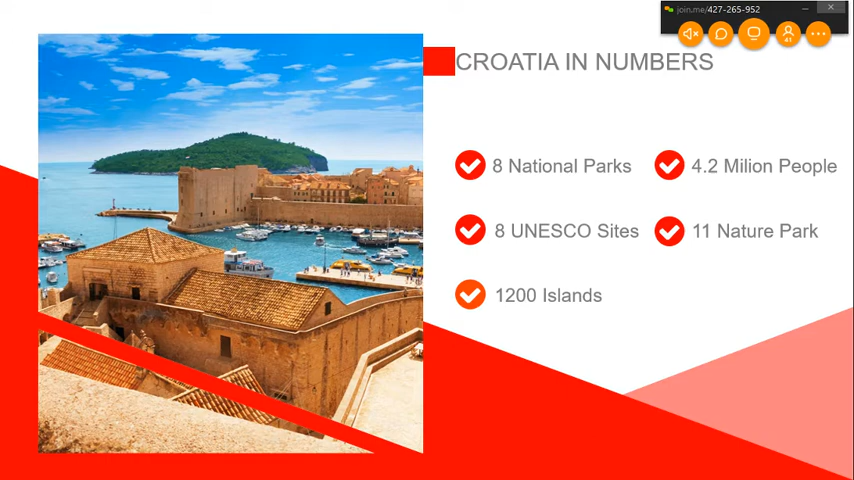 join.me/427-265-952
41
CROATIA IN NUMBERS
8 National Parks
4.2 Milion People
8 UNESCO Sites
11 Nature Park
1200 Islands